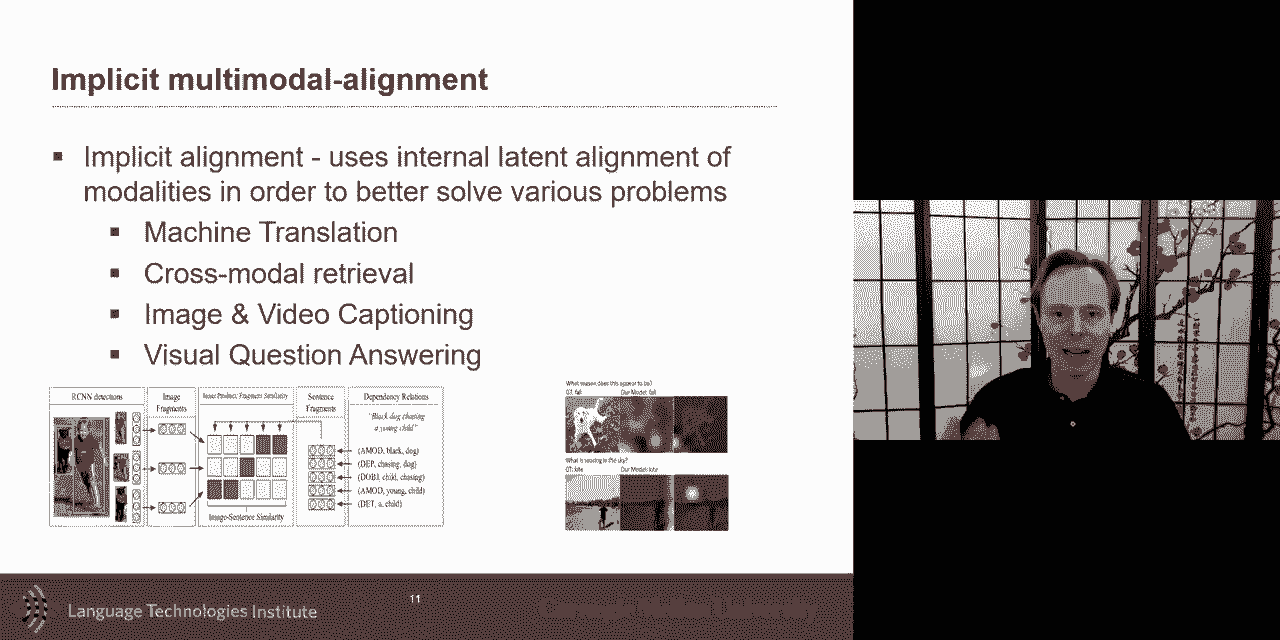 Implicit multimodal-alignment
▪ Implicit alignment - uses internal latent alignment of
modalities in order to better solve various problems
▪ Machine Translation
▪ Cross-modal retrieval
▪ Image & Video Captioning
▪ Visual Question Answering
RCNN detections
Image
Fragments
Fragment Similarity
Sentence
Fragments
Dependency Relations
"Black dog chasing
a young child"
(AMOD, black, dog)
(DEP, chasing, dog)
(DOBJ, child, chasing)
(AMOD, young, child)
(DET, a, child)
Image-Sentence Similarity
What season does this appear to be?
GT: fall Our Model: fall
What is soaring in the sky?
GT: kite Our Model: kite
Language Technologies Institute
11
Carnegie Mellon University